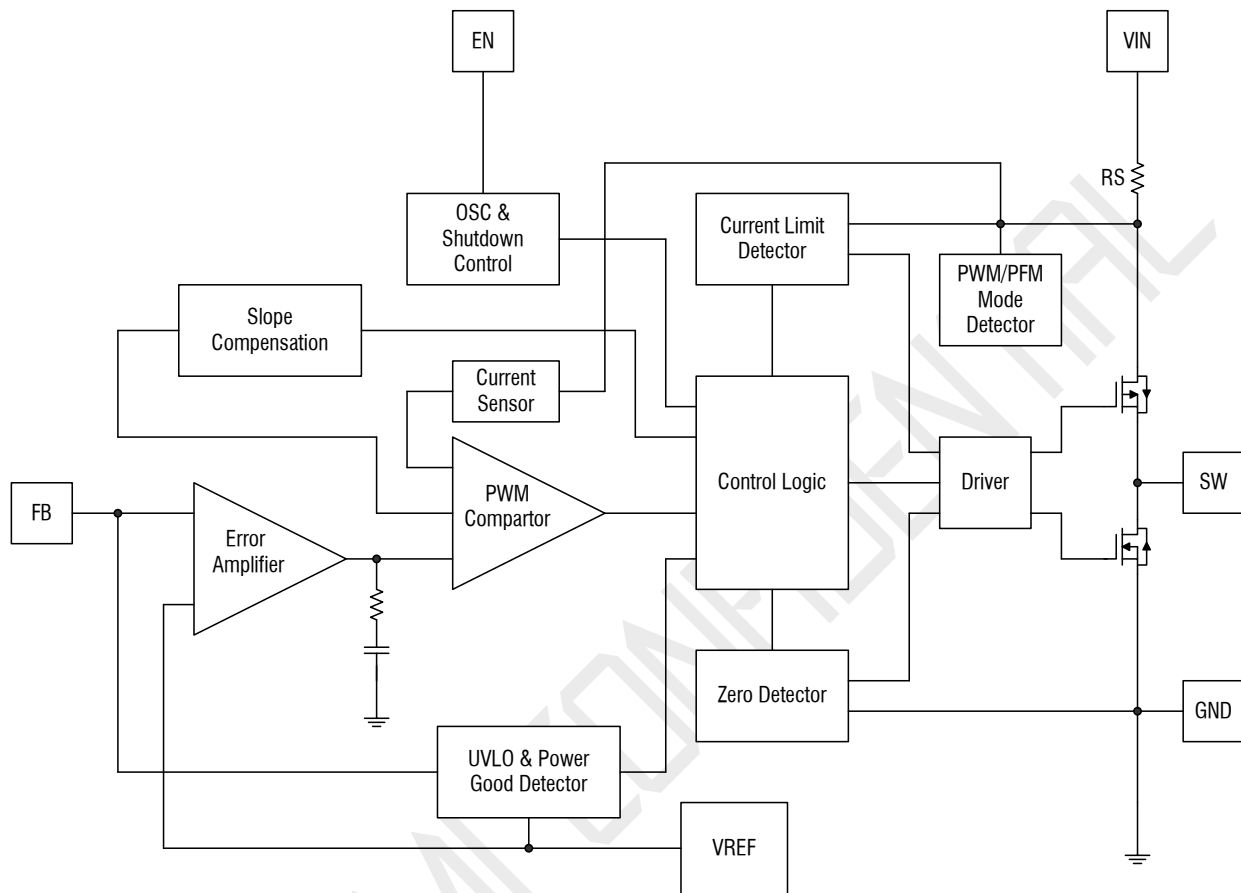 EN
VIN
RS
OSC &
Shutdown
Control
Current Limit
Detector
PWM/PFM
Mode
Detector
Slope
Compensation
Current
Sensor
FB
Error
Amplifier
PWM
Compartor
Control Logic
Driver
SW
Zero Detector
GND
UVLO & Power
Good Detector
VREF
CONFIDENTIAL